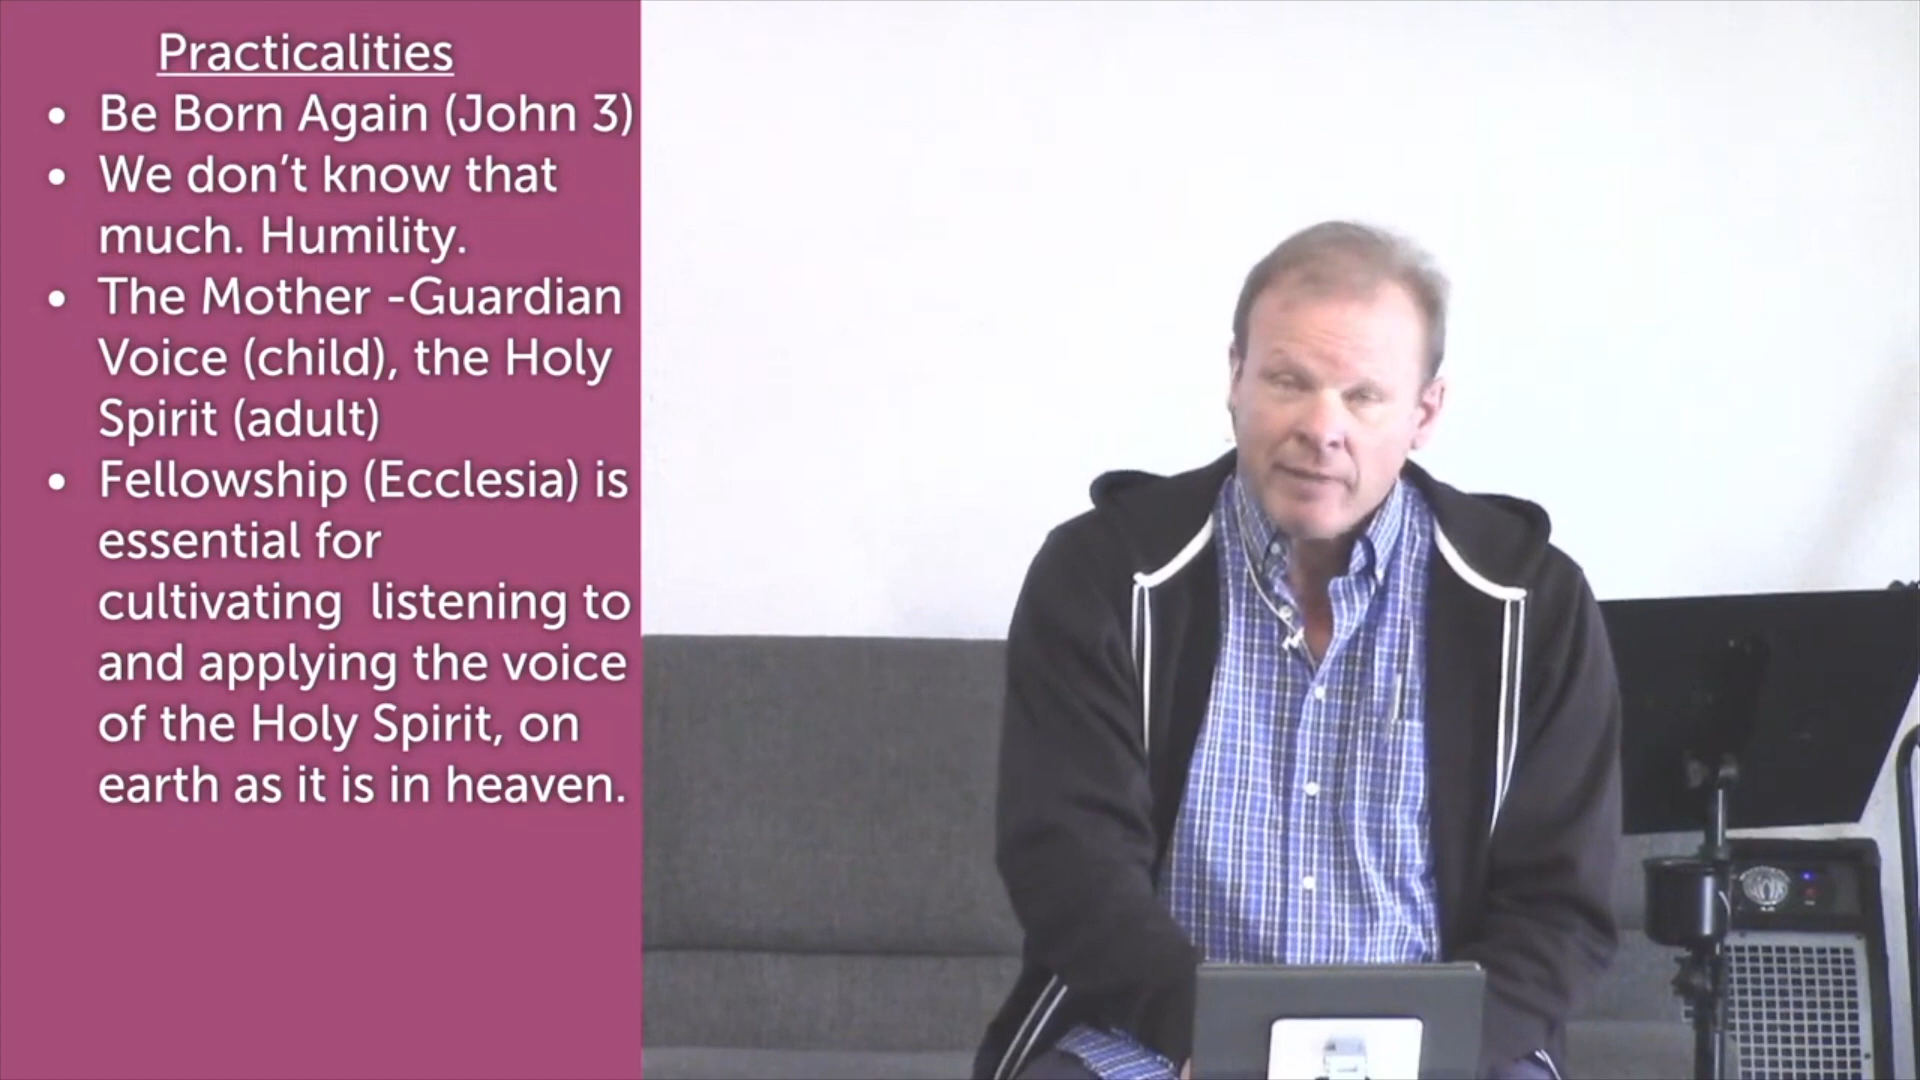 Practicalities
• Be Born Again (John 3)
• We don’t know that
much. Humility.
• The Mother -Guardian
Voice (child), the Holy
Spirit (adult)
• Fellowship (Ecclesia) is
essential for
cultivating  listening to
and applying the voice
of the Holy Spirit, on
earth as it is in heaven.